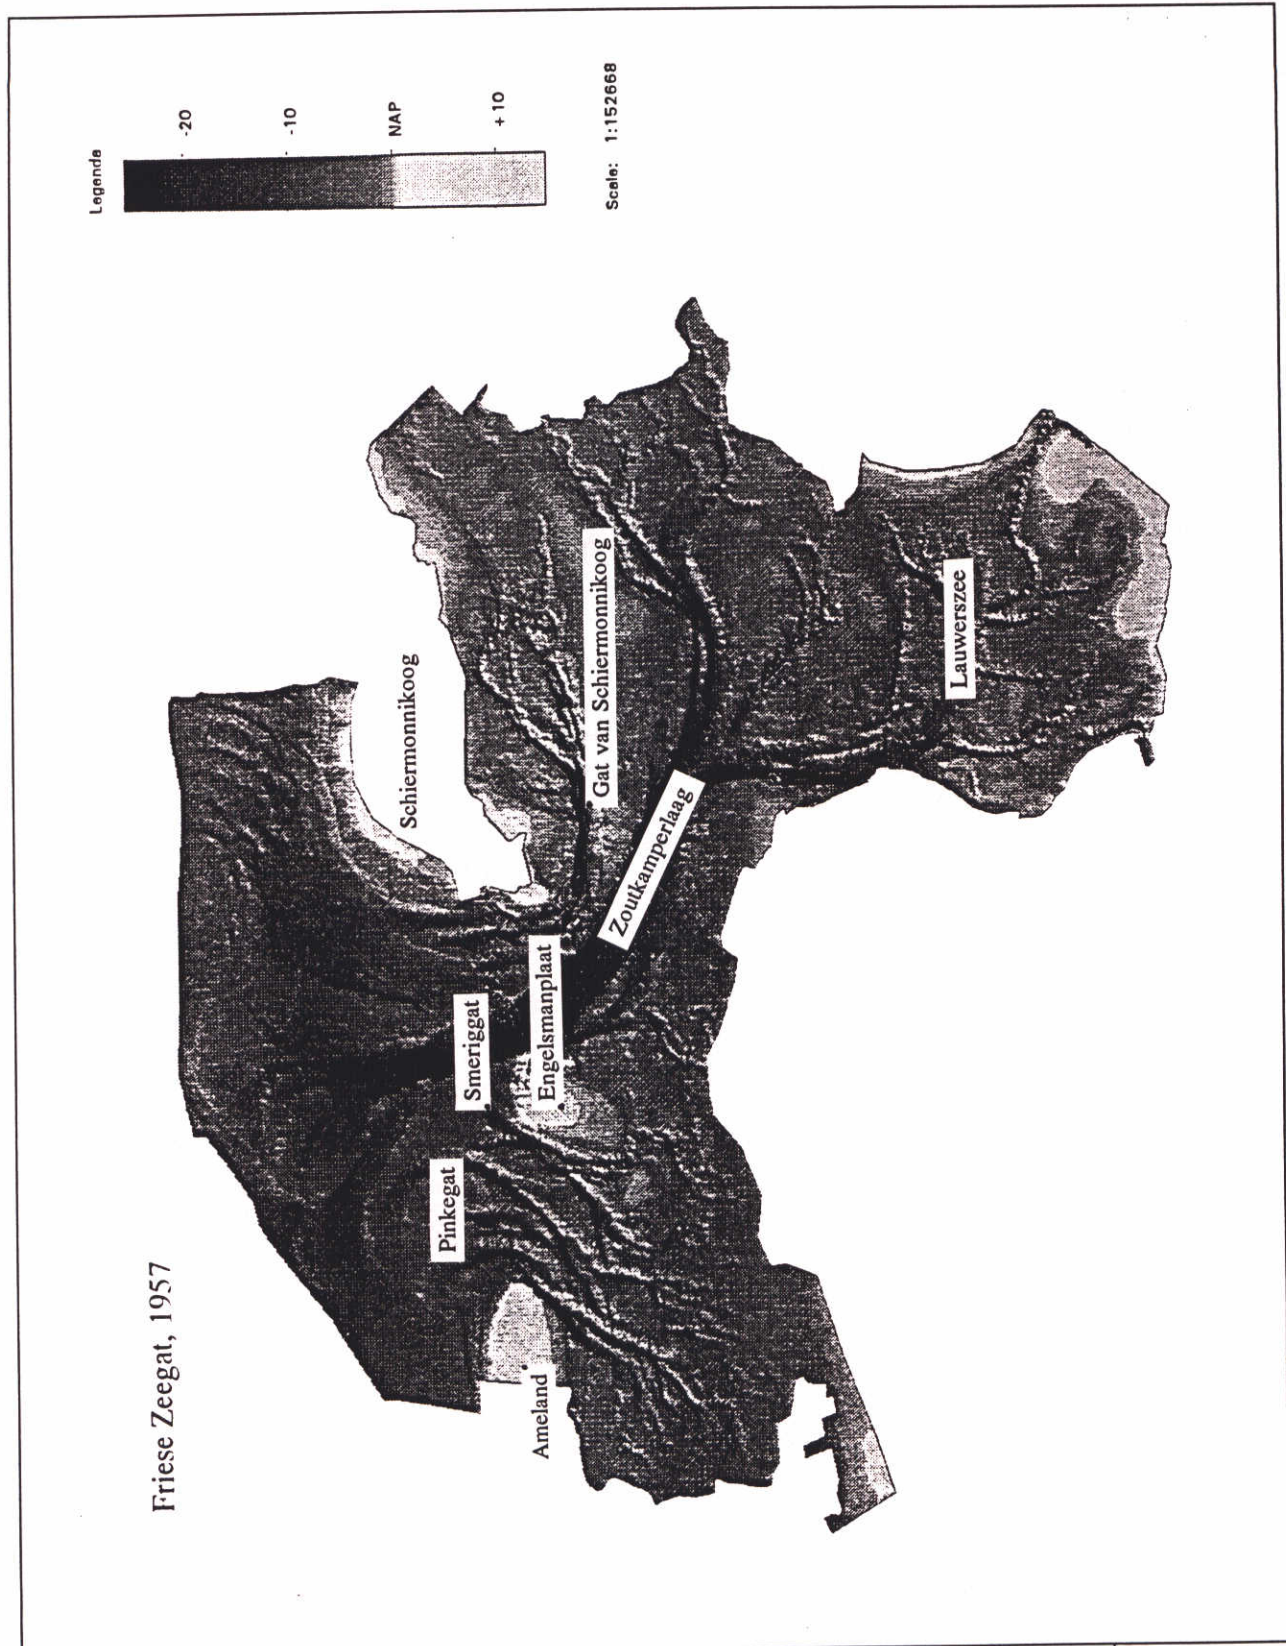 Friese Zeegat, 1957
Legenda
-20
-10
NAP
+10
Scale: 1:152668
Schiermonnikoog
Pinkegat
Smeriggat
Ameland
Engelsmanplaat
Gat van Schiermonnikoog
Zoutkamperlaag
Lauwerszee